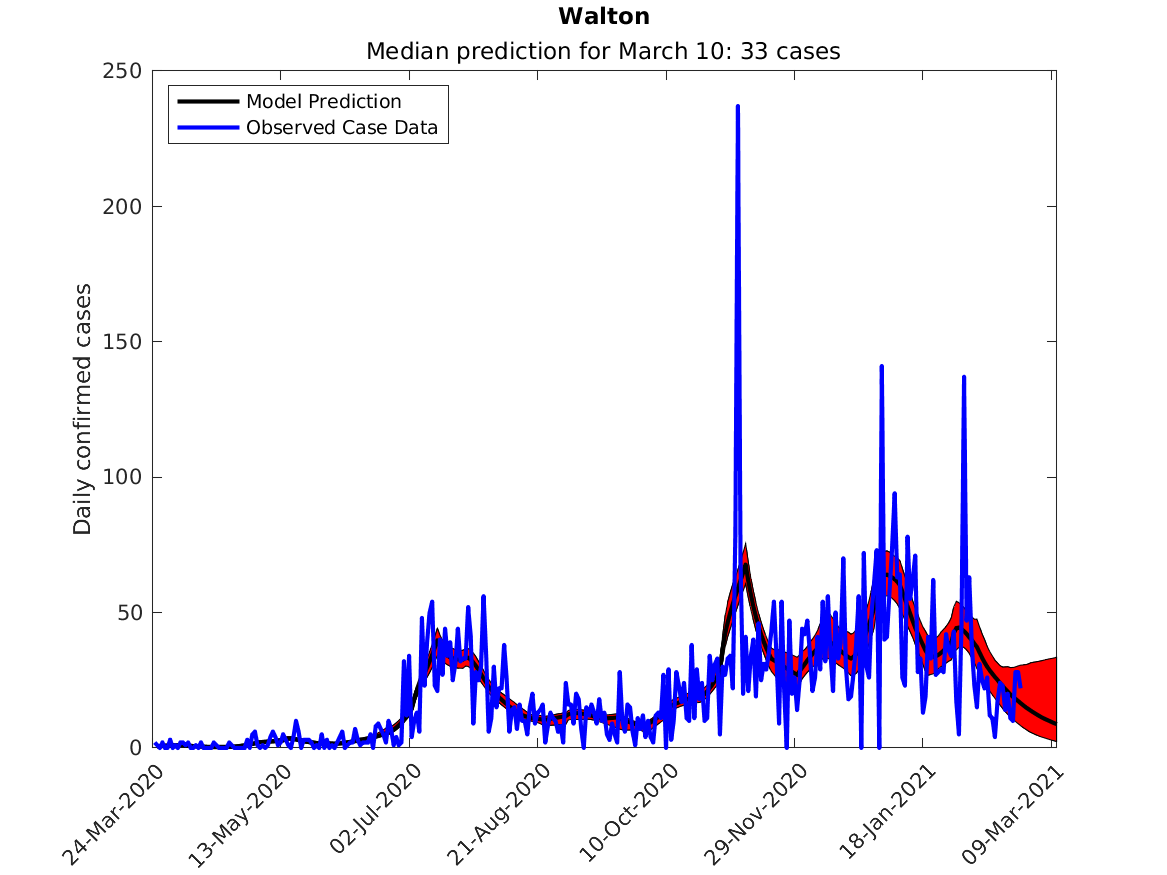 Walton
Median prediction for March 10: 33 cases
Model Prediction
Observed Case Data
Daily confirmed cases
250
200
150
100
50
0
24-Mar-2020
13-May-2020
02-Jul-2020
21-Aug-2020
10-Oct-2020
29-Nov-2020
18-Jan-2021
09-Mar-2021